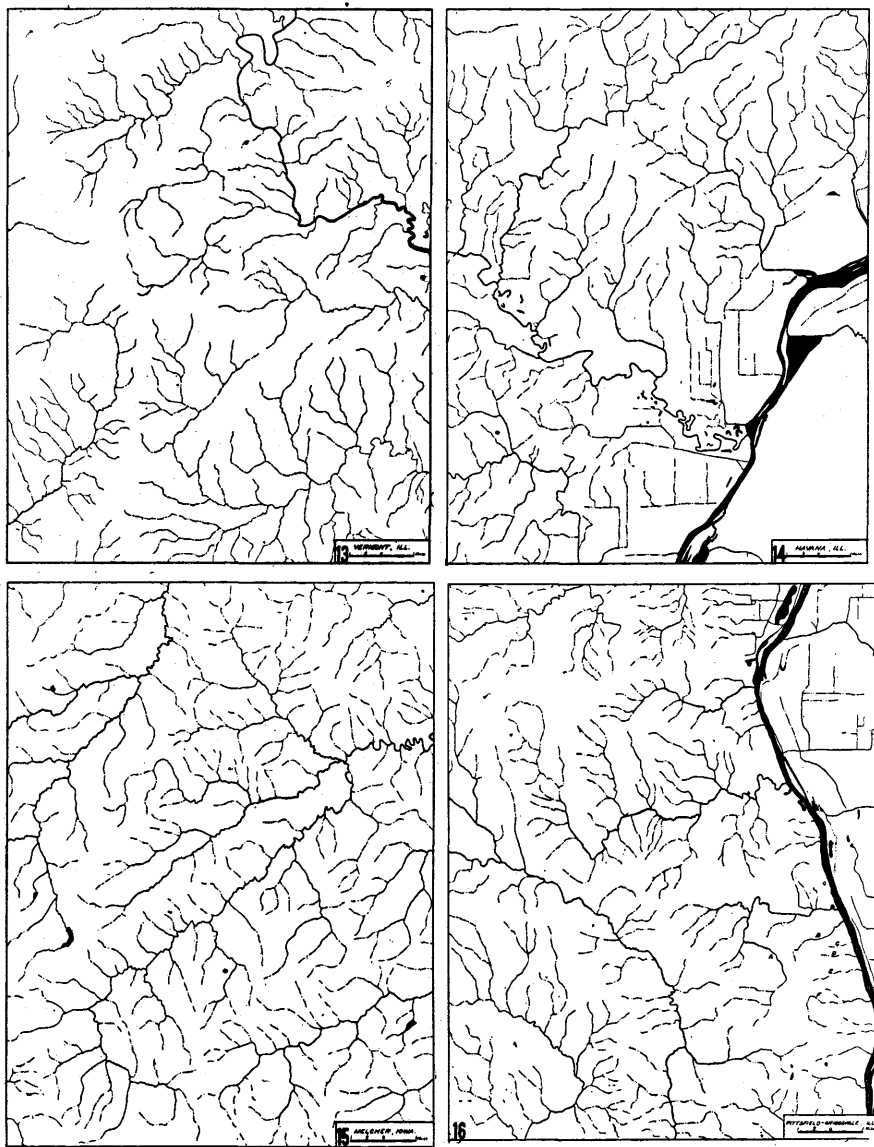 13 VERMONT, ILL.
14 HAVANA, ILL.
15 MELCHER, IOWA
16 PITTSFIELD-GRIGGSVILLE, ILL.